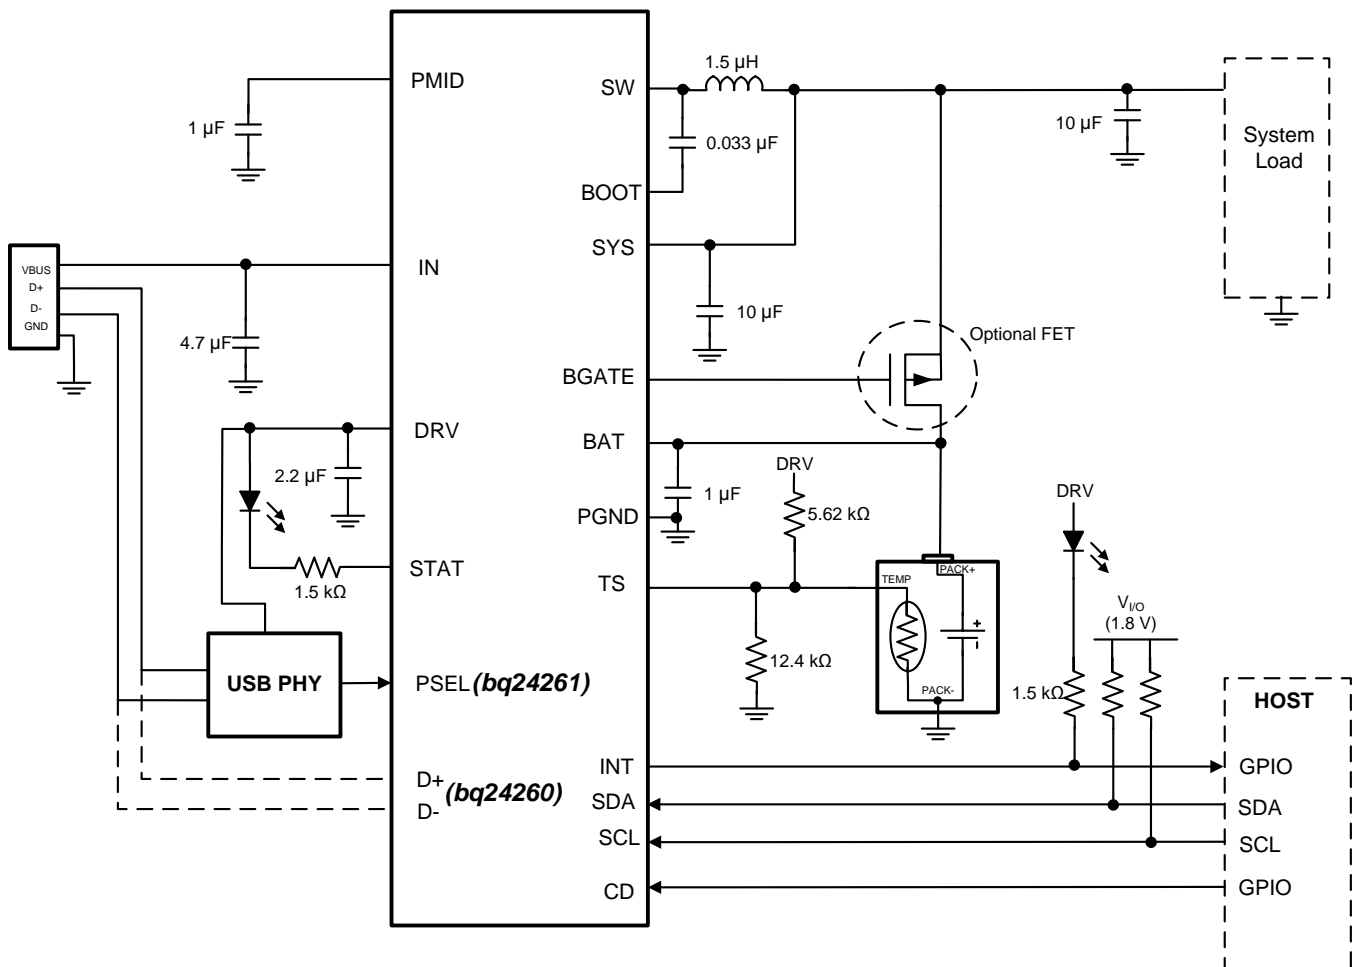 PMID
1 µF
VBUS
D+
D-
GND
IN
4.7 µF
DRV
2.2 µF
STAT
1.5 kΩ
USB PHY
PSEL (bq24261)
D+
(bq24260)
D-
SW
1.5 µH
0.033 µF
BOOT
SYS
10 µF
10 µF
System
Load
Optional FET
BGATE
BAT
1 µF
PGND
DRV
5.62 kΩ
TS
12.4 kΩ
TEMP
PACK+
+
-
PACK-
DRV
VI/O
(1.8 V)
1.5 kΩ
HOST
INT
GPIO
SDA
SDA
SCL
SCL
CD
GPIO